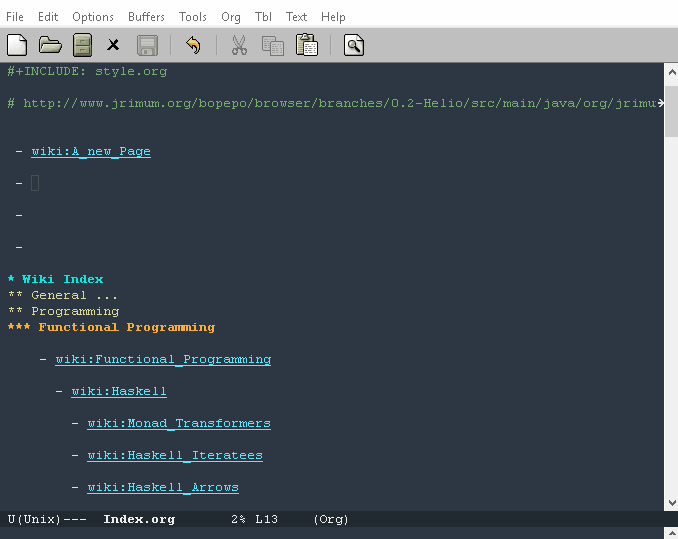 File Edit Options Buffers Tools Org Tbl Text Help
#+INCLUDE: style.org
# http://www.jrimum.org/bopepo/browser/branches/0.2-Helio/src/main/java/org/jrimu
- wiki:A_new_Page
-
-
-
* Wiki Index
** General ...
** Programming
*** Functional Programming
- wiki:Functional_Programming
- wiki:Haskell
- wiki:Monad_Transformers
- wiki:Haskell_Iteratees
- wiki:Haskell_Arrows
U(Unix)--- Index.org 2% L13 (Org)